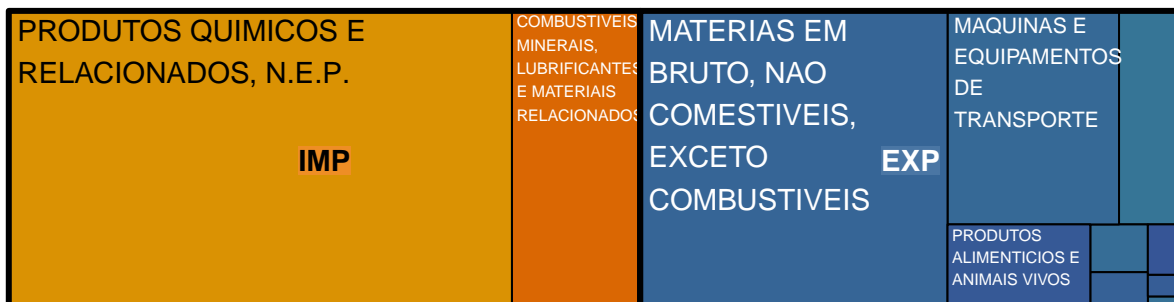 PRODUTOS QUIMICOS E
RELACIONADOS, N.E.P.
IMP
COMBUSTIVEIS
MINERAIS,
LUBRIFICANTES
E MATERIAIS
RELACIONADOS
MATERIAS EM
BRUTO, NAO
COMESTIVEIS,
EXCETO
COMBUSTIVEIS
EXP
MAQUINAS E
EQUIPAMENTOS
DE
TRANSPORTE
PRODUTOS
ALIMENTICIOS E
ANIMAIS VIVOS